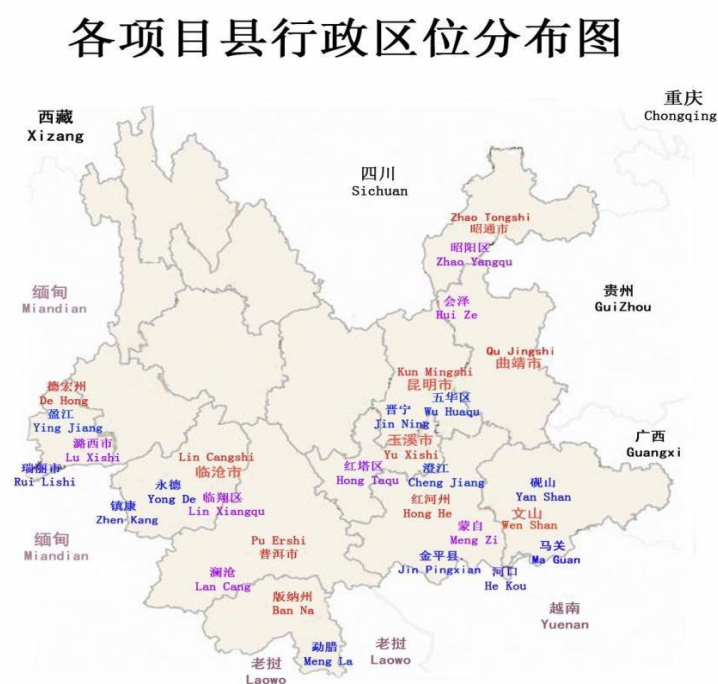 各项目县行政区位分布图
重庆
Chongqing
西藏
Xizang
四川
Sichuan
Zhao Tongshi
昭通市
昭阳区
Zhao Yangqu
缅甸
Miandian
会泽
Hui Ze
贵州
GuiZhou
Qu Jingshi
曲靖市
Kun Mingshi
昆明市
德宏州
De Hong
五华区
Wu Huaqu
晋宁
Jin Ning
盈江
Ying Jiang
玉溪市
Yu Xishi
广西
Guangxi
潞西市
Lu Xishi
Lin Cangshi
临沧市
红塔区
Hong Taqu
澄江
Cheng Jiang
瑞丽市
Rui Lishi
永德
Yong De
砚山
Yan Shan
临翔区
Lin Xiangqu
红河州
Hong He
镇康
Zhen Kang
文山
Wen Shan
蒙自
Meng Zi
缅甸
Miandian
Pu Ershi
普洱市
金平县
Jin Pingxian
马关
Ma Guan
澜沧
Lan Cang
河口
He Kou
版纳州
Ban Na
越南
Yuenan
勐腊
Meng La
老挝
Laowo
老挝
Laowo